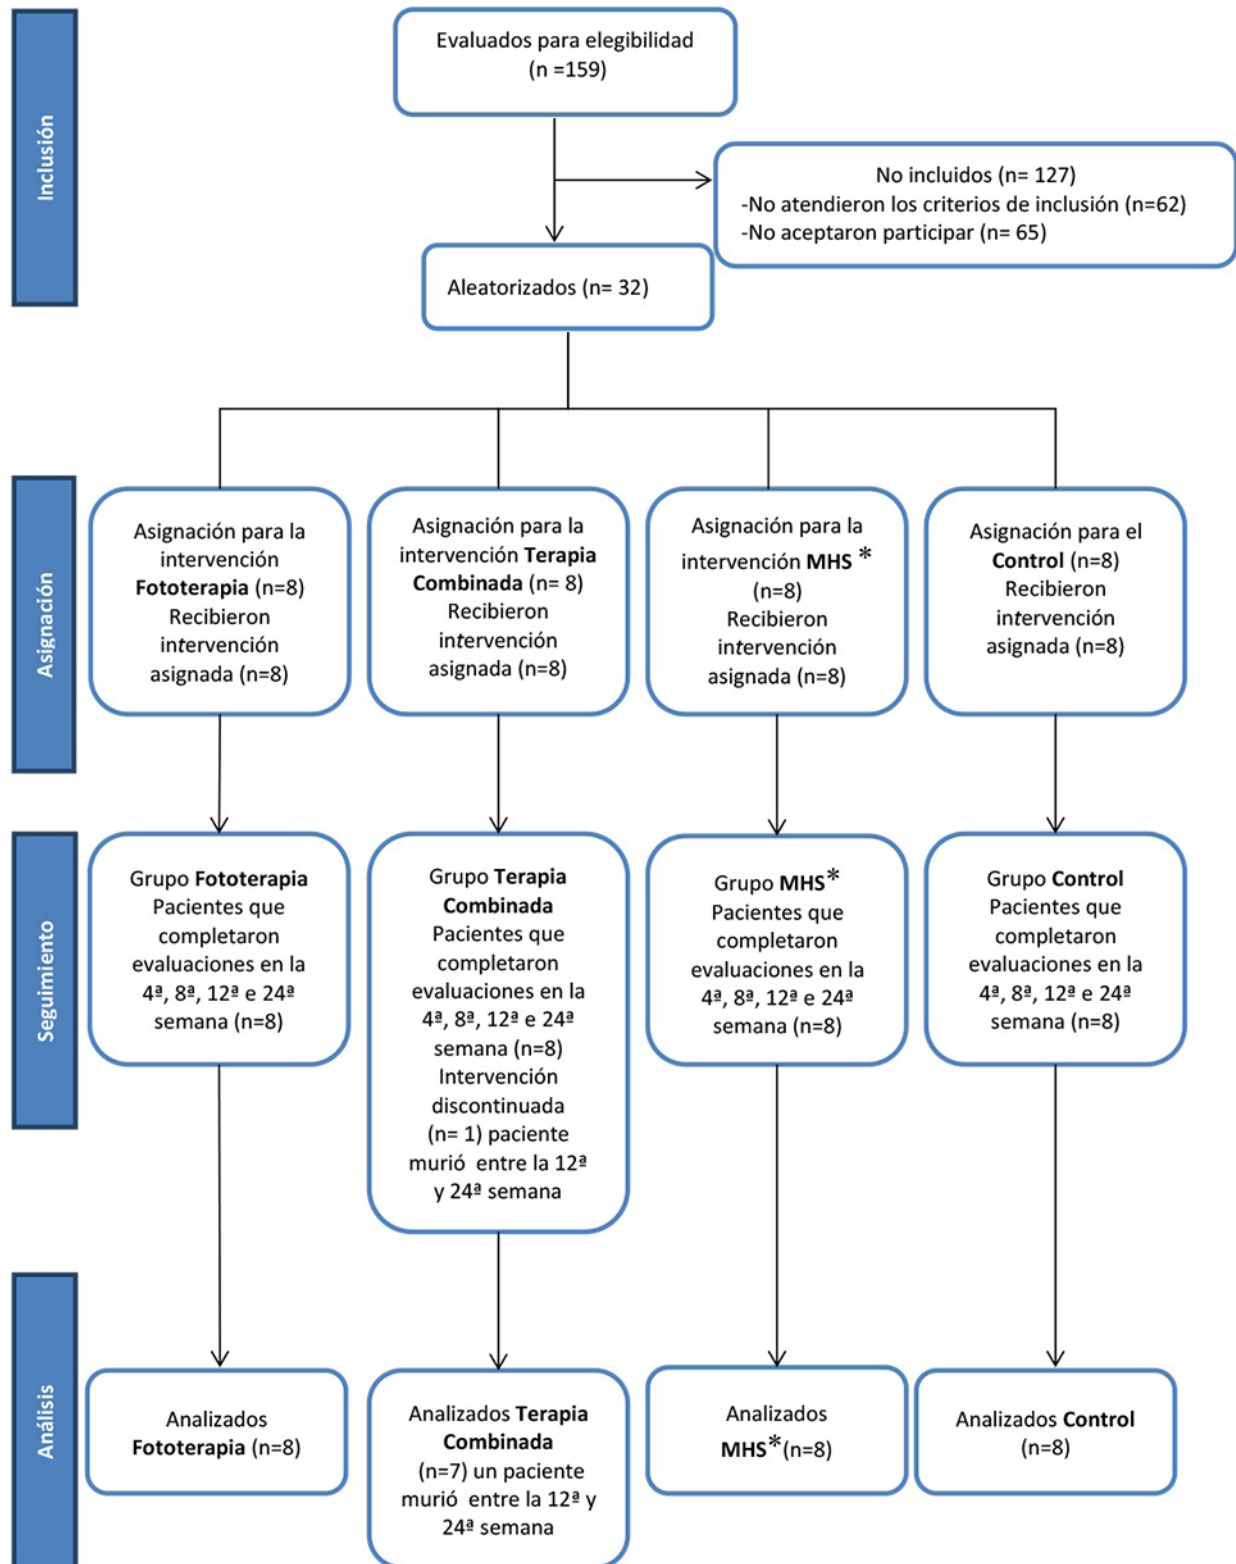 Inclusión
Evaluados para elegibilidad
(n =159)
No incluidos (n= 127)
-No atendieron los criterios de inclusión (n=62)
-No aceptaron participar (n= 65)
Aleatorizados (n= 32)
Asignación
Asignación para la
intervención
Fototerapia (n=8)
Recibieron
intervención
asignada (n=8)
Asignación para la
intervención Terapia
Combinada (n= 8)
Recibieron
intervención
asignada (n=8)
Asignación para la
intervención MHS *
(n=8)
Recibieron
intervención
asignada (n=8)
Asignación para el
Control (n=8)
Recibieron
intervención
asignada (n=8)
Seguimiento
Grupo Fototerapia
Pacientes que
completaron
evaluaciones en la
4ª, 8ª, 12ª e 24ª
semana (n=8)
Grupo Terapia
Combinada
Pacientes que
completaron
evaluaciones en la
4ª, 8ª, 12ª e 24ª
semana (n=8)
Intervención
discontinuada
(n= 1) paciente
murió entre la 12ª
y 24ª semana
Grupo MHS*
Pacientes que
completaron
evaluaciones en la
4ª, 8ª, 12ª e 24ª
semana (n=8)
Grupo Control
Pacientes que
completaron
evaluaciones en la
4ª, 8ª, 12ª e 24ª
semana (n=8)
Análisis
Analizados
Fototerapia (n=8)
Analizados Terapia
Combinada
(n=7) un paciente
murió entre la 12ª y
24ª semana
Analizados
MHS*(n=8)
Analizados Control
(n=8)